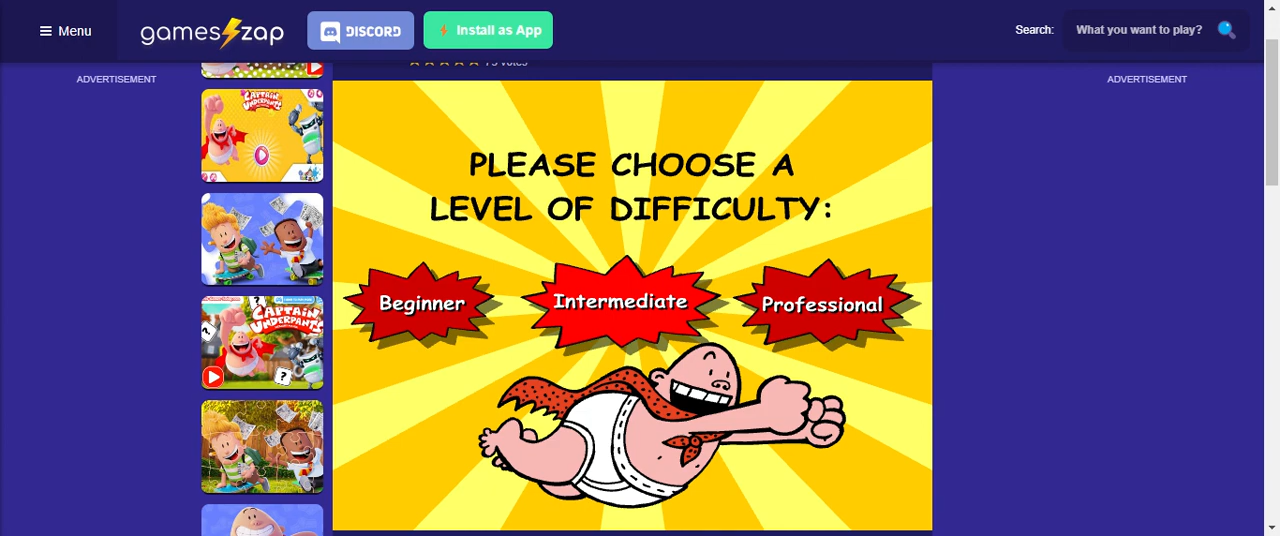 Menu
games zap
DISCORD
Install as App
Search:
What you want to play?
ADVERTISEMENT
ADVERTISEMENT
CAPTAIN
UNDERPANTS
CAPTAIN
UNDERPANTS
PLEASE CHOOSE A
LEVEL OF DIFFICULTY:
Beginner
Intermediate
Professional